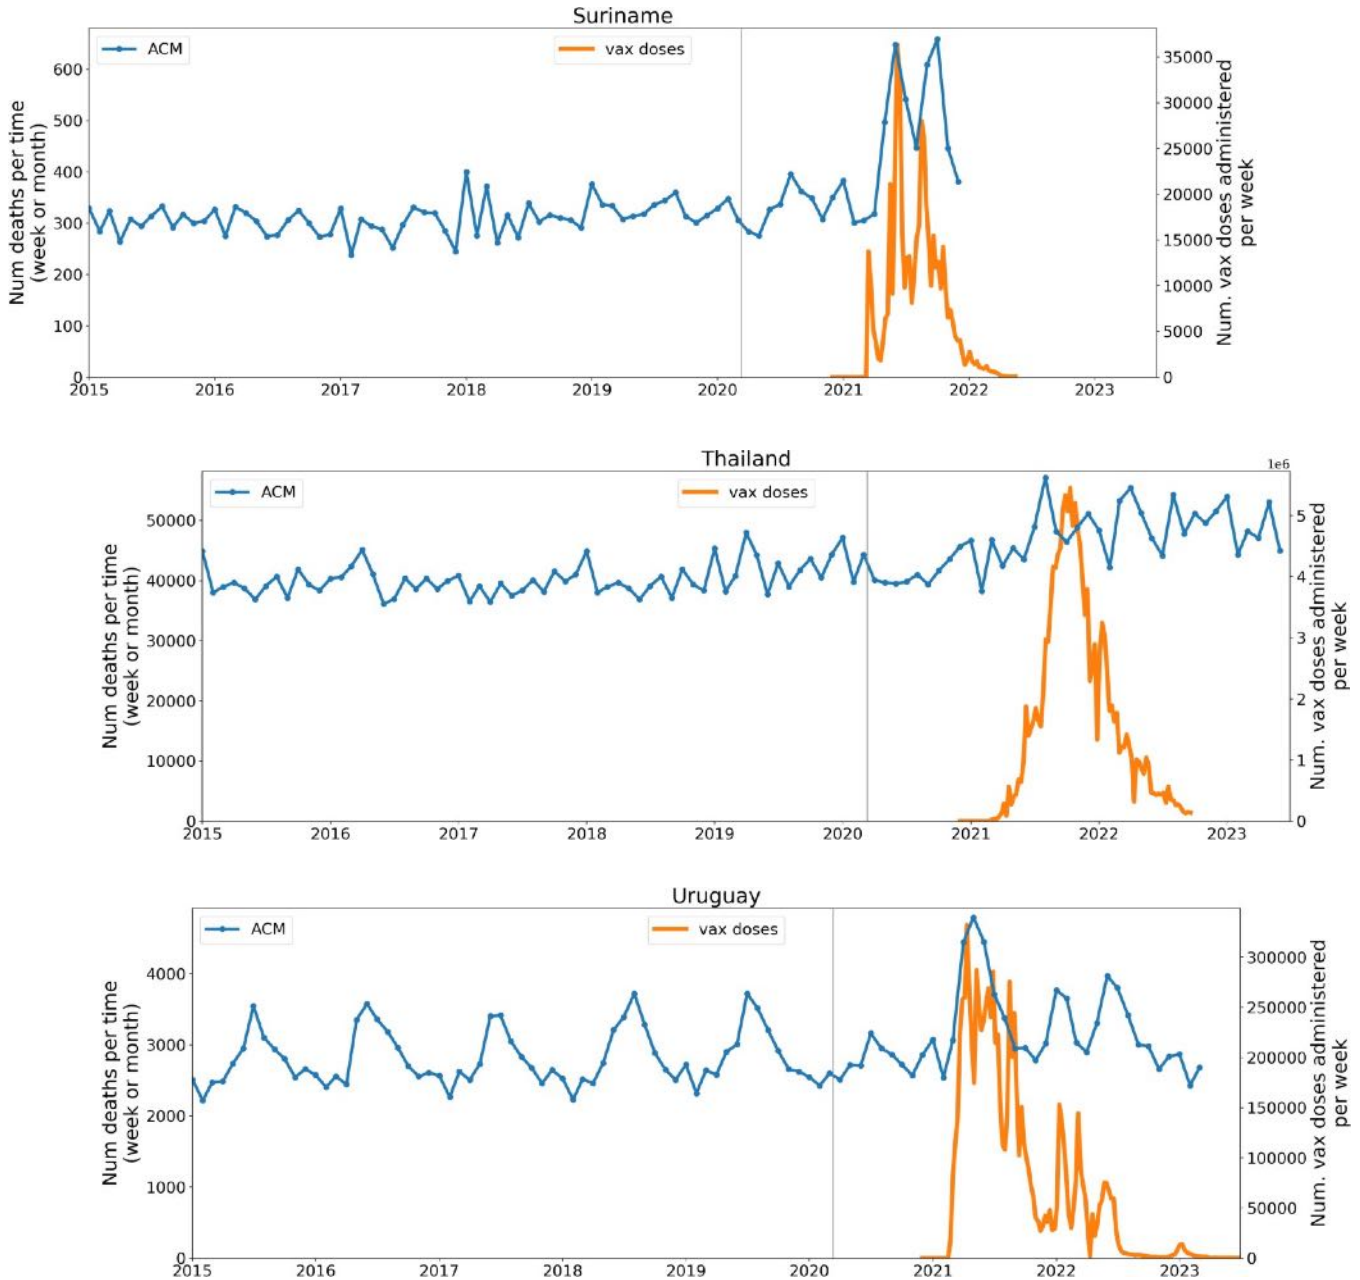 Suriname
ACM
vax doses
Num deaths per time
(week or month)
600
500
400
300
200
100
0
35000
30000
25000
20000
15000
10000
5000
0
Num. vax doses administered
per week
2015 2016 2017 2018 2019 2020 2021 2022 2023
Thailand
1e6
ACM
vax doses
Num deaths per time
(week or month)
50000
40000
30000
20000
10000
0
5
4
3
2
1
0
Num. vax doses administered
per week
2015 2016 2017 2018 2019 2020 2021 2022 2023
Uruguay
ACM
vax doses
Num deaths per time
(week or month)
4000
3000
2000
1000
0
300000
250000
200000
150000
100000
50000
0
Num. vax doses administered
per week
2015 2016 2017 2018 2019 2020 2021 2022 2023